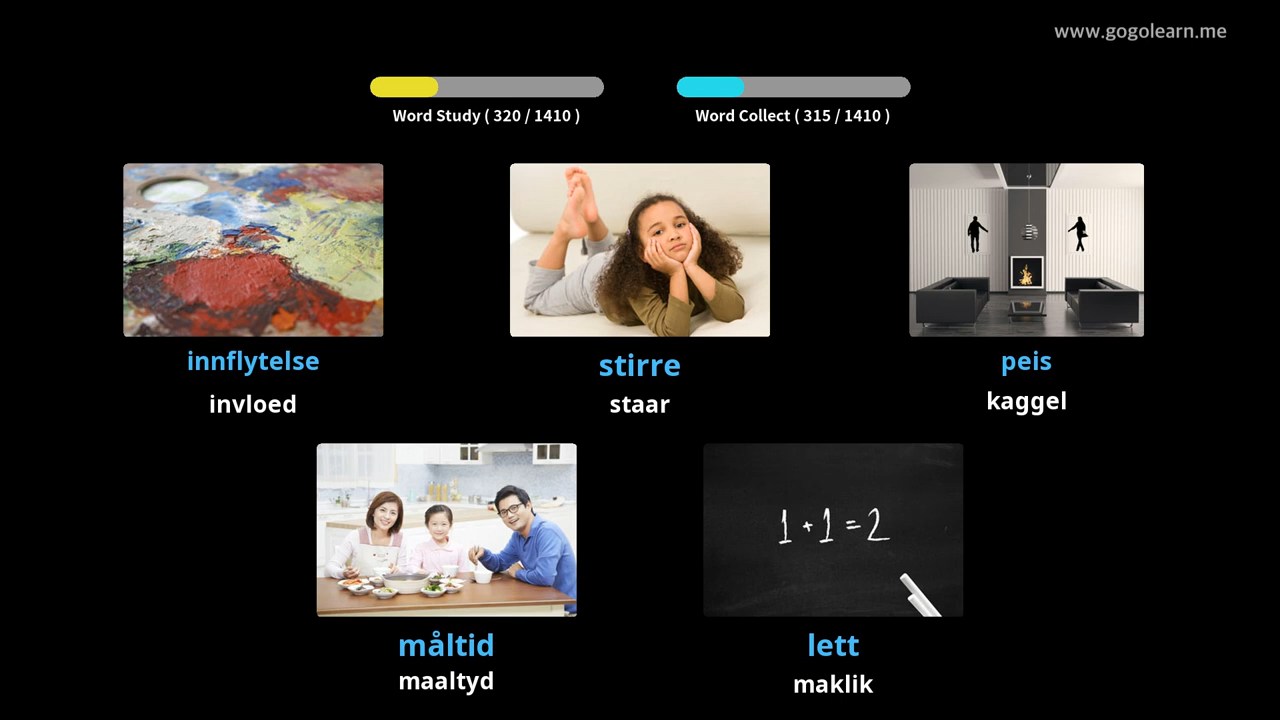 www.gogolearn.me
Word Study ( 320 / 1410 )
Word Collect ( 315 / 1410 )
innflytelse
invloed
stirre
staar
peis
kaggel
1 + 1 = 2
måltid
maaltyd
lett
maklik